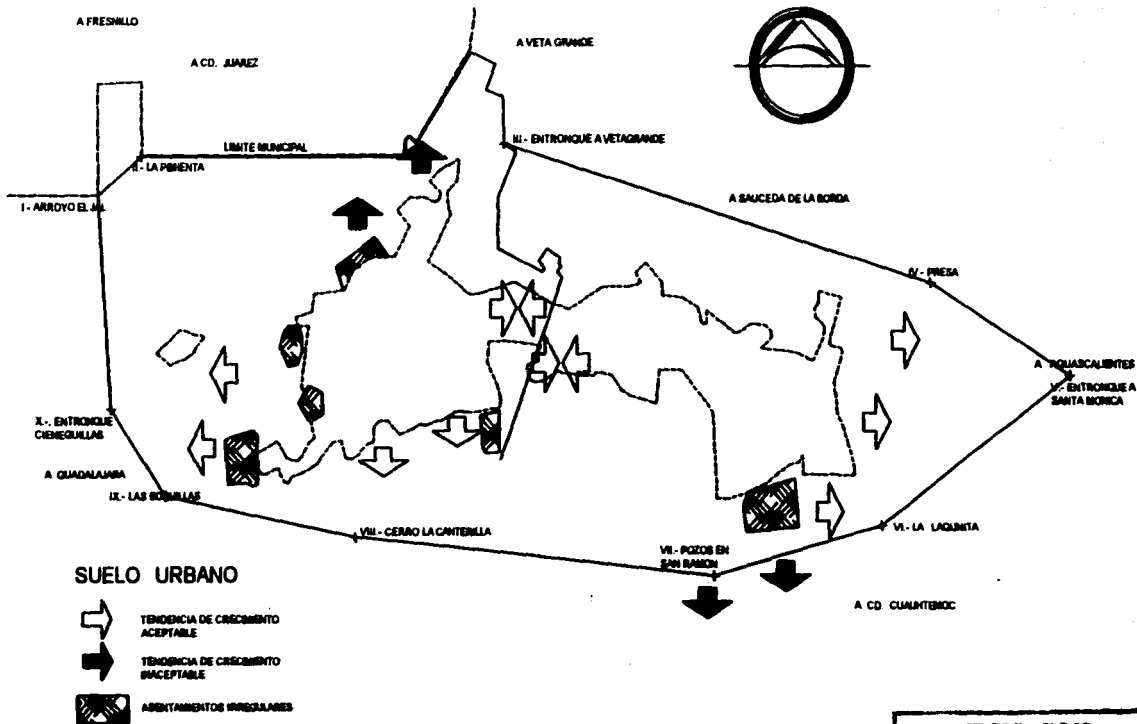 A FRESNILLO
A VETA GRANDE
A CD. JUAREZ
III.- ENTRONQUE A VETAGRANDE
LIMITE MUNICIPAL
II.- LA PIMIENTA
I.- ARROYO EL
A SAUCEDA DE LA BORDA
IV.- PRESA
A AGUASCALIENTES
V.- ENTRONQUE A
SANTA MONICA
X.- ENTRONQUE
CIENEGUILLAS
A GUADALAJARA
IX.- LAS BOQUILLAS
VIII.- CERRO LA CANTERILLA
VI.- LA LAGUNITA
VII.- POZOS EN
SAN RAMON
A CD. CUAUHTEMOC
SUELO URBANO
TENDENCIA DE CRECIMIENTO
ACEPTABLE
TENDENCIA DE CRECIMIENTO
INACEPTABLE
ASENTAMIENTOS IRREGULARES